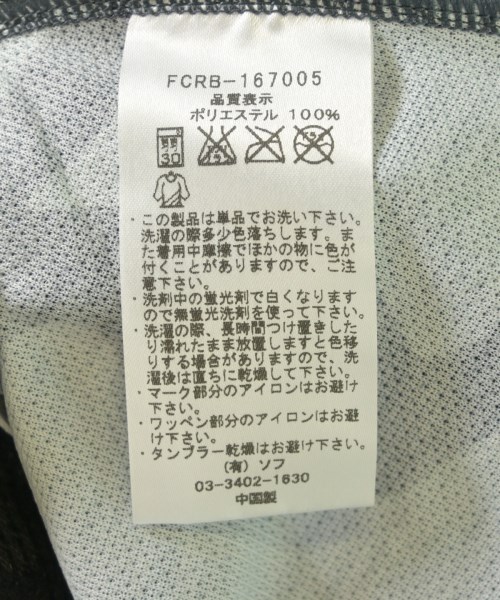 FCRB-167005
品質表示
ポリエステル 100%
弱
30
・この製品は単品でお洗い下さい。
洗濯の際多少色落ちします。ま
た着用中摩擦でほかの物に色が
付くことがありますので、ご注
意下さい。
・洗剤中の蛍光剤で白くなります
ので無蛍光洗剤を使って下さい。
・洗濯の際、長時間つけ置きした
り濡れたまま放置しますと色移
りする場合がありますので、洗
濯後は直ちに乾燥して下さい。
・マーク部分のアイロンはお避け
下さい。
・ワッペン部分のアイロンはお避
け下さい。
・タンブラー乾燥はお避け下さい。
(有) ソフ
03-3402-1630
中国製